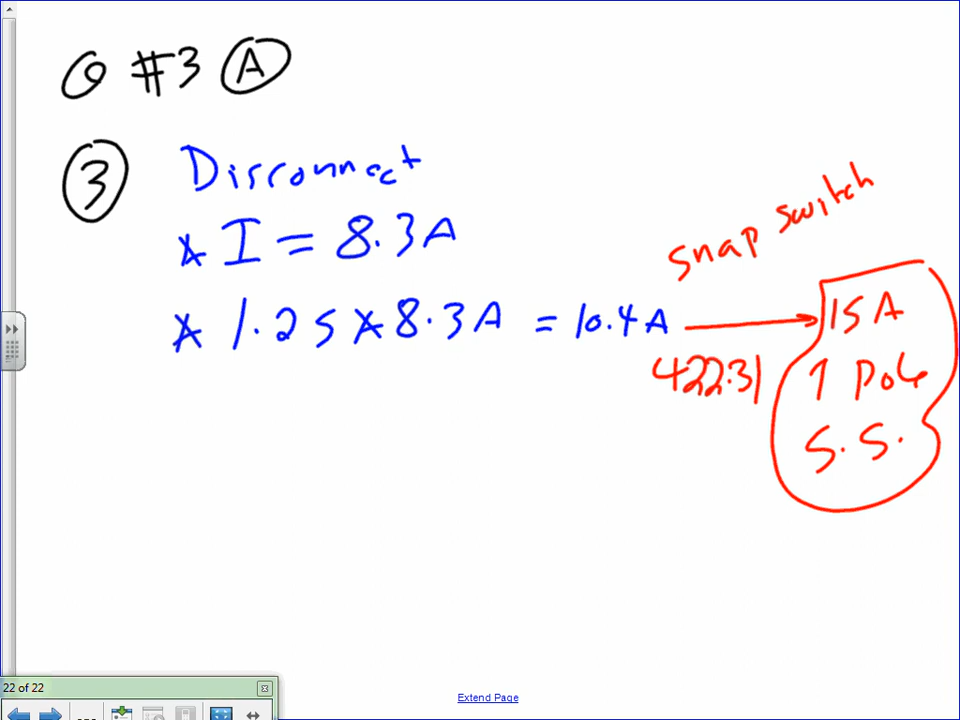 Q #3 A
3 Disconnect
* I = 8.3A
snap switch
* 1.25 * 8.3A = 10.4A
422.31
15A
1 Pole
S.S.
22 of 22
Extend Page